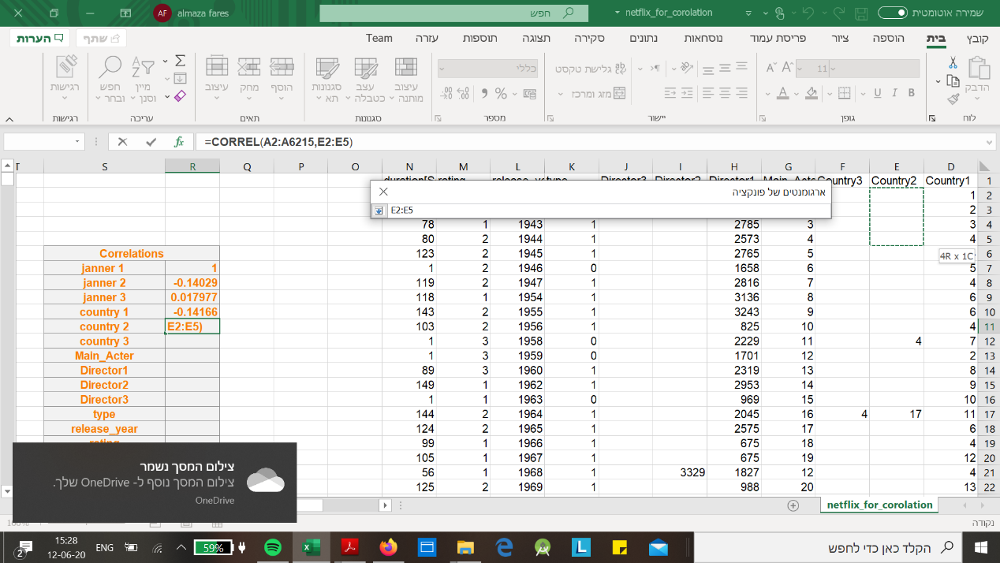 שמירה אוטומטית
netflix_for_corolation
חפש
almaza fares
AF
קובץ בית הוספה ציור פריסת עמוד נוסחאות נתונים סקירה תצוגה תוספות עזרה Team
שתף
הערות
הדבק
11
B I U
A A
גלישת טקסט
מזג ומרכז
כללי
%
עיצוב מותנה
עצב כטבלה
סגנונות תא
הוסף
מחק
עיצוב
מיין וסנן
חפש ובחר
רגישות
לוח גופן יישור מספר סגנונות תאים עריכה רגישות
=CORREL(A2:A6215,E2:E5)
T S R Q P O N M L K J I H G F E D
duration[S rating release_ye type Director3 Director2 Director1 Main_Acte Country3 Country2 Country1 1
ארגומנטים של פונקציה
E2:E5
1 2
2 3
78 1 1943 1 2785 3 3 4
80 2 1944 1 2573 4 4 5
Correlations 123 2 1945 1 2765 5 6
4R x 1C
janner 1 1 1 2 1946 0 1658 6 5 7
janner 2 -0.14029 119 2 1947 1 2816 7 4 8
janner 3 0.017977 118 1 1954 1 3136 8 6 9
country 1 -0.14166 143 2 1955 1 3243 9 6 10
country 2 E2:E5) 103 2 1956 1 825 10 4 11
country 3 1 3 1958 0 2229 11 4 7 12
Main_Acter 1 3 1959 0 1701 12 2 13
Director1 89 3 1960 1 2319 13 8 14
Director2 149 1 1962 1 2953 14 9 15
Director3 1 1 1963 0 969 15 10 16
type 144 2 1964 1 2045 16 4 17 11 17
release_year 124 2 1965 1 2575 17 6 18
rating 99 1 1966 1 675 18 4 19
105 1 1967 1 675 19 12 20
56 1 1968 1 3329 1827 12 4 21
125 2 1969 1 988 20 13 22
צילום המסך נשמר
צילום המסך נוסף ל- OneDrive שלך.
OneDrive
netflix_for_corolation
נקודה
100%
הקלד כאן כדי לחפש
59%
ENG
15:28
12-06-20
2